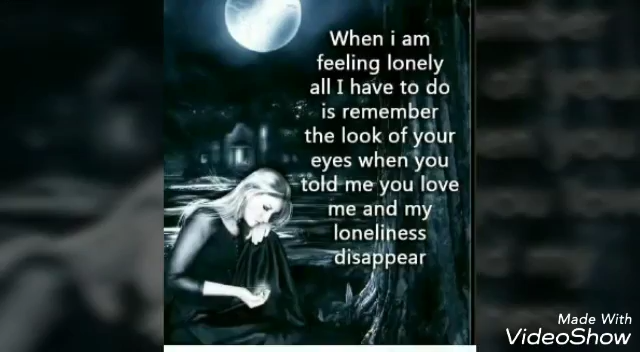 When i am
feeling lonely
all I have to do
is remember
the look of your
eyes when you
told me you love
me and my
loneliness
disappear
Made With
VideoShow